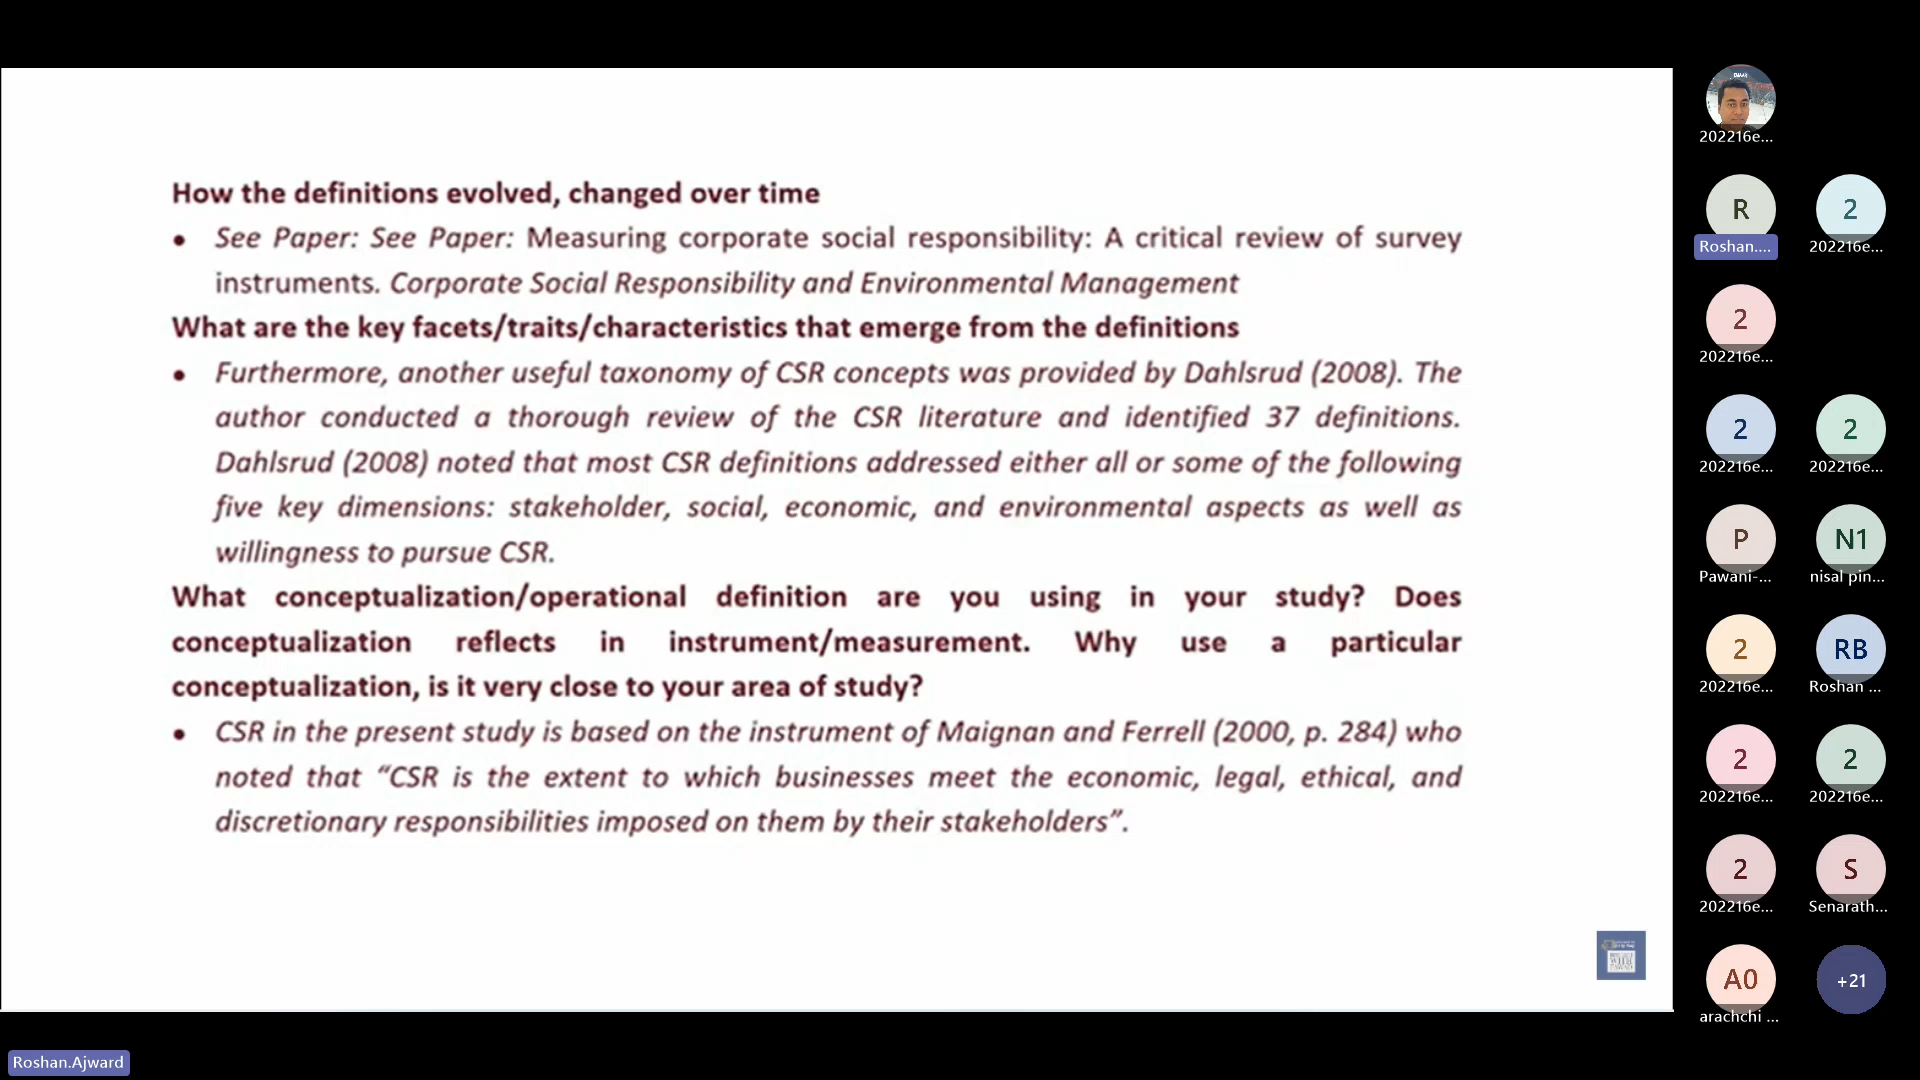 How the definitions evolved, changed over time
• See Paper: See Paper: Measuring corporate social responsibility: A critical review of survey
instruments. Corporate Social Responsibility and Environmental Management
What are the key facets/traits/characteristics that emerge from the definitions
• Furthermore, another useful taxonomy of CSR concepts was provided by Dahlsrud (2008). The
author conducted a thorough review of the CSR literature and identified 37 definitions.
Dahlsrud (2008) noted that most CSR definitions addressed either all or some of the following
five key dimensions: stakeholder, social, economic, and environmental aspects as well as
willingness to pursue CSR.
What conceptualization/operational definition are you using in your study? Does
conceptualization reflects in instrument/measurement. Why use a particular
conceptualization, is it very close to your area of study?
• CSR in the present study is based on the instrument of Maignan and Ferrell (2000, p. 284) who
noted that “CSR is the extent to which businesses meet the economic, legal, ethical, and
discretionary responsibilities imposed on them by their stakeholders”.
202216e...
R 2
Roshan.... 202216e...
2
202216e...
2 2
202216e... 202216e...
P N1
Pawani-... nisal pin...
2 RB
202216e... Roshan ...
2 2
202216e... 202216e...
2 S
202216e... Senarath...
A0 +21
arachchi ...
Roshan.Ajward